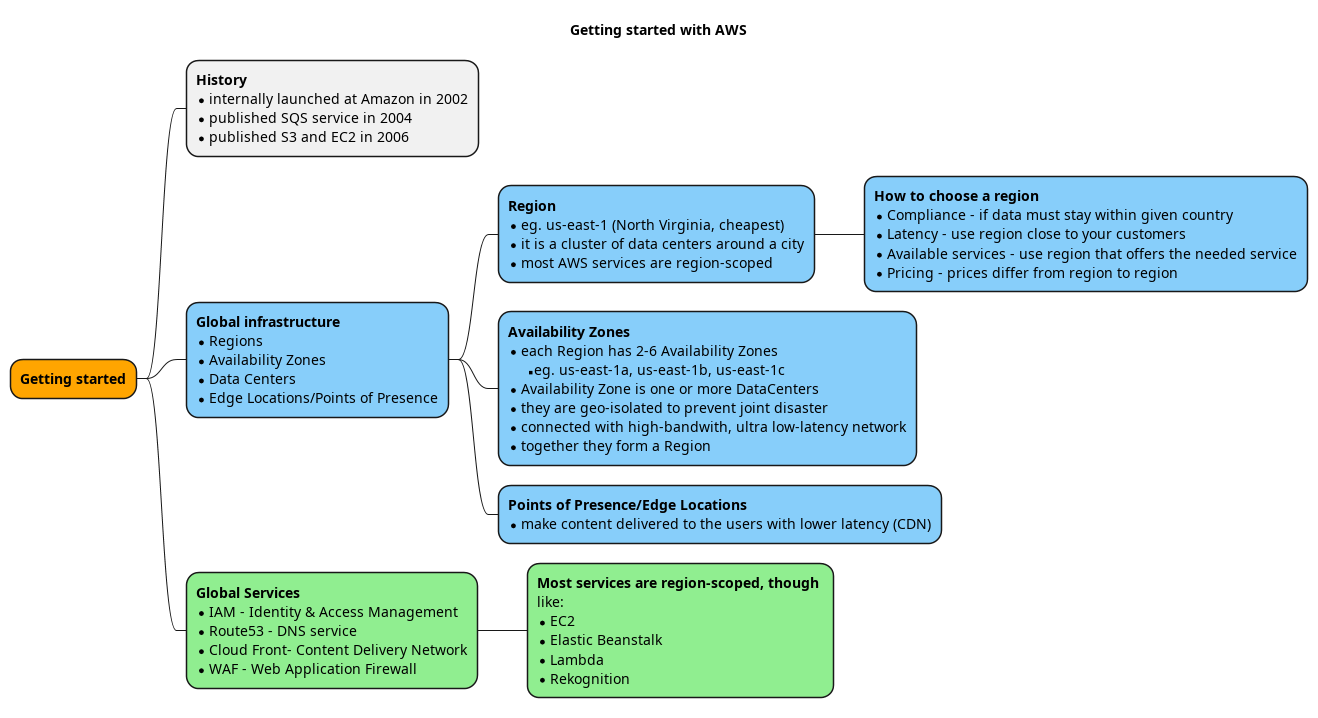 Getting started with AWS
History
• internally launched at Amazon in 2002
• published SQS service in 2004
• published S3 and EC2 in 2006
Region
• eg. us-east-1 (North Virginia, cheapest)
• it is a cluster of data centers around a city
• most AWS services are region-scoped
How to choose a region
• Compliance - if data must stay within given country
• Latency - use region close to your customers
• Available services - use region that offers the needed service
• Pricing - prices differ from region to region
Global infrastructure
• Regions
• Availability Zones
• Data Centers
• Edge Locations/Points of Presence
Getting started
Availability Zones
• each Region has 2-6 Availability Zones
▪ eg. us-east-1a, us-east-1b, us-east-1c
• Availability Zone is one or more DataCenters
• they are geo-isolated to prevent joint disaster
• connected with high-bandwith, ultra low-latency network
• together they form a Region
Points of Presence/Edge Locations
• make content delivered to the users with lower latency (CDN)
Global Services
• IAM - Identity & Access Management
• Route53 - DNS service
• Cloud Front- Content Delivery Network
• WAF - Web Application Firewall
Most services are region-scoped, though
like:
• EC2
• Elastic Beanstalk
• Lambda
• Rekognition